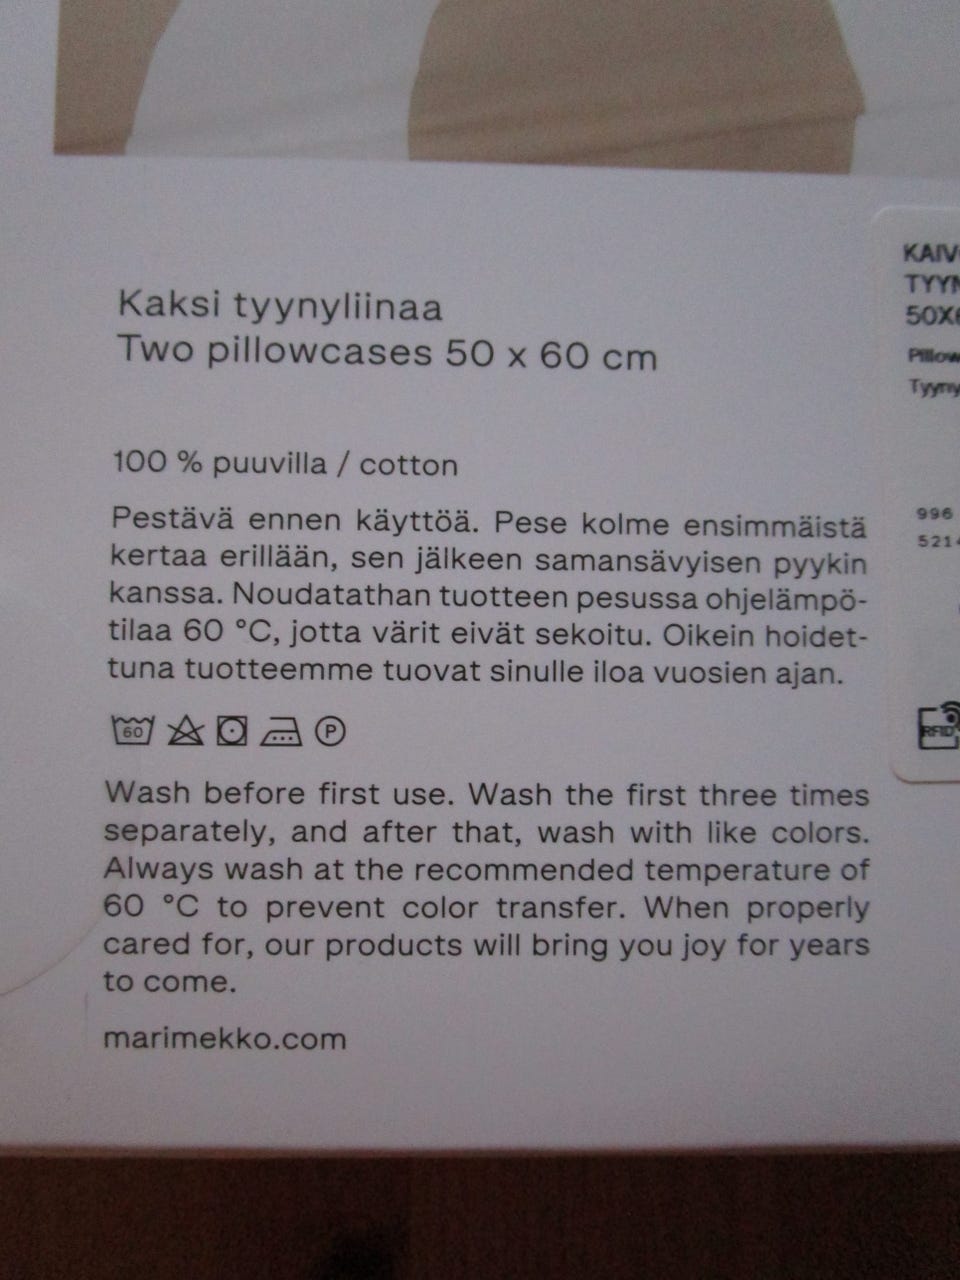 Kaksi tyynyliinaa
Two pillowcases 50 x 60 cm
100 % puuvilla / cotton
Pestävä ennen käyttöä. Pese kolme ensimmäistä
kertaa erillään, sen jälkeen samansävyisen pyykin
kanssa. Noudatathan tuotteen pesussa ohjelämpö-
tilaa 60 °C, jotta värit eivät sekoitu. Oikein hoidet-
tuna tuotteemme tuovat sinulle iloa vuosien ajan.
60 P
Wash before first use. Wash the first three times
separately, and after that, wash with like colors.
Always wash at the recommended temperature of
60 °C to prevent color transfer. When properly
cared for, our products will bring you joy for years
to come.
marimekko.com
996
RFID